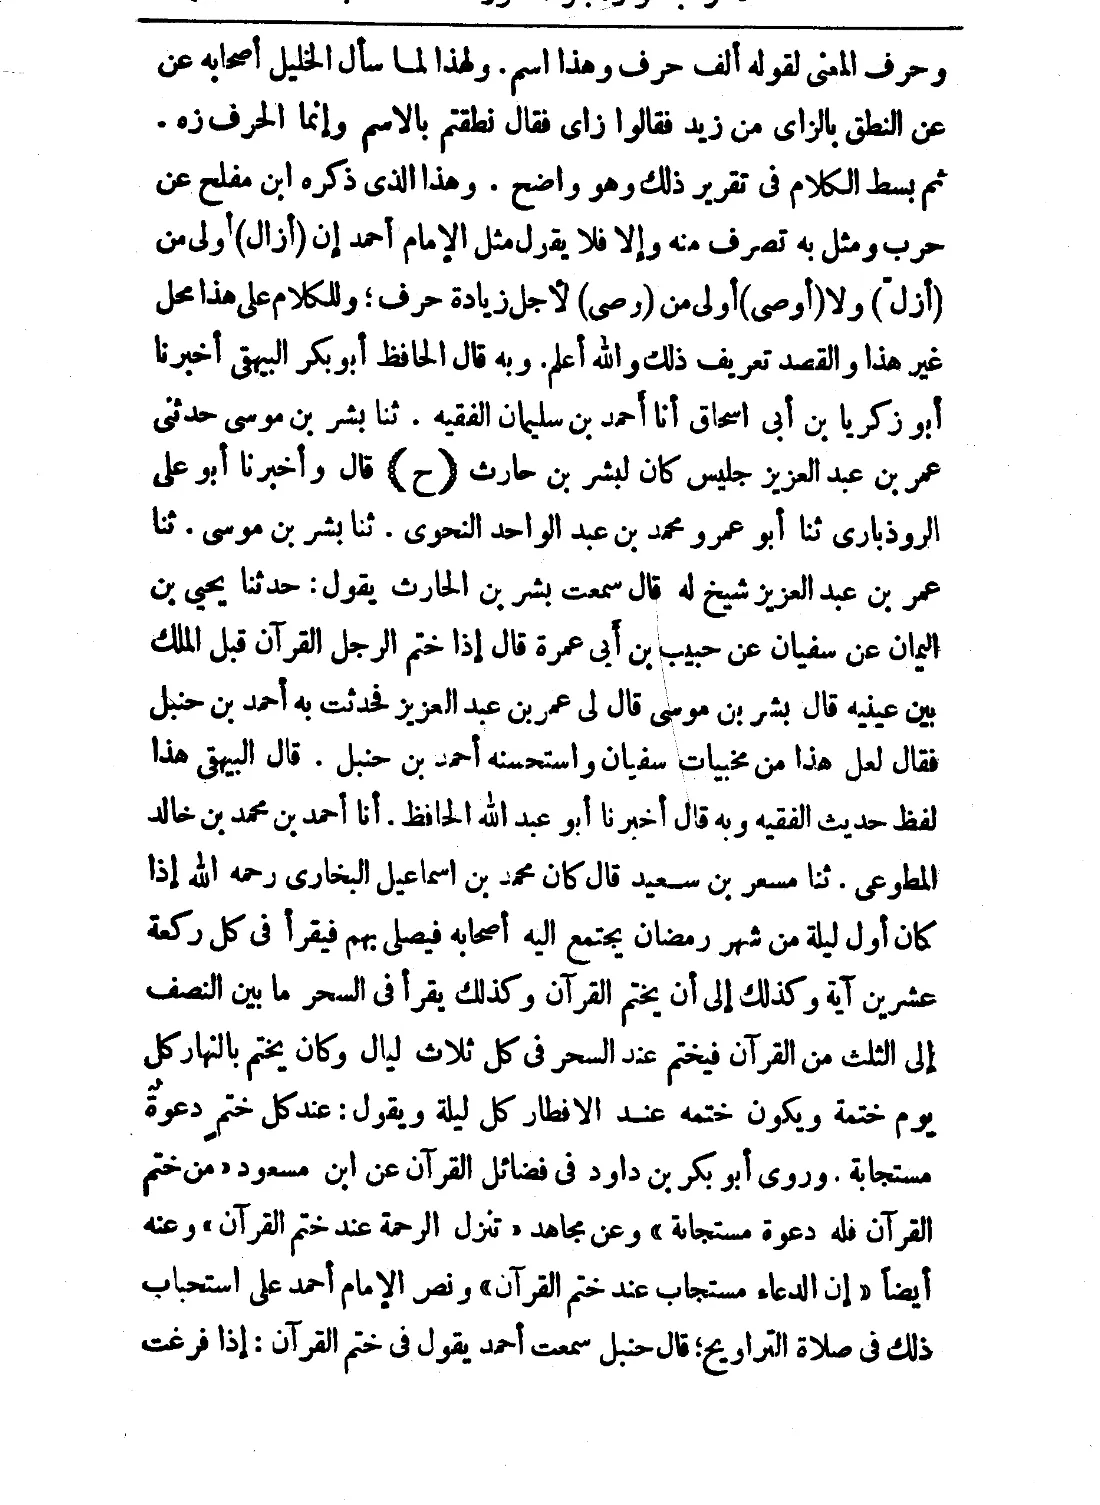 وحرف المعنى لقوله ألف حرف وهذا اسم. ولهذا لما سأل الخليل أصحابه عن
عن النطق بالزاى من زيد فقالوا زاى فقال نطقتم بالاسم وإنما الحرف زه .
ثم بسط الكلام فى تقرير ذلك وهو واضح . وهذا الذى ذكره ابن مفلح عن
حرب ومثل به تصرف منه وإلا فلا يقول مثل الإمام أحمد إن (أزال) أولى من
(أزل) ولا (أوصى) أولى من (وصى) لأجل زيادة حرف؛ وللكلام على هذا محل
غير هذا والقصد تعريف ذلك والله أعلم. وبه قال الحافظ أبو بكر البيهقى أخبرنا
أبو زكريا بن أبى اسحاق أنا أحمد بن سليمان الفقيه . ثنا بشر بن موسى حدثنى
عمر بن عبد العزيز جليس كان لبشر بن حارث (ح) قال وأخبرنا أبو على
الروذبارى ثنا أبو عمرو محمد بن عبد الواحد النحوى . ثنا بشر بن موسى . ثنا
عمر بن عبد العزيز شيخ له قال سمعت بشر بن الحارث يقول: حدثنا يحيى بن
اليمان عن سفيان عن حبيب بن أبى عمرة قال إذا ختم الرجل القرآن قبل الملك
بين عينيه قال بشر بن موسى قال لى عمر بن عبد العزيز فحدثت به أحمد بن حنبل
فقال لعل هذا من مخبيات سفيان واستحسنه أحمد بن حنبل . قال البيهقى هذا
لفظ حديث الفقيه وبه قال أخبرنا أبو عبد الله الحافظ . أنا أحمد بن محمد بن خالد
المطوعى . ثنا مسعر بن سعيد قال كان محمد بن اسماعيل البخارى رحمه الله إذا
كان أول ليلة من شهر رمضان يجتمع اليه أصحابه فيصلى بهم فيقرأ فى كل ركعة
عشرين آية وكذلك إلى أن يختم القرآن وكذلك يقرأ فى السحر ما بين النصف
إلى الثلث من القرآن فيختم عند السحر فى كل ثلاث ليال وكان يختم بالنهار كل
يوم ختمة ويكون ختمه عند الافطار كل ليلة ويقول: عند كل ختمٍ دعوةٌ
مستجابة . وروى أبو بكر بن داود فى فضائل القرآن عن ابن مسعود «من ختم
القرآن فله دعوة مستجابة» وعن مجاهد «تنزل الرحمة عند ختم القرآن» وعنه
أيضاً «إن الدعاء مستجاب عند ختم القرآن» ونص الإمام أحمد على استحباب
ذلك فى صلاة التراويح؛ قال حنبل سمعت أحمد يقول فى ختم القرآن : إذا فرغت